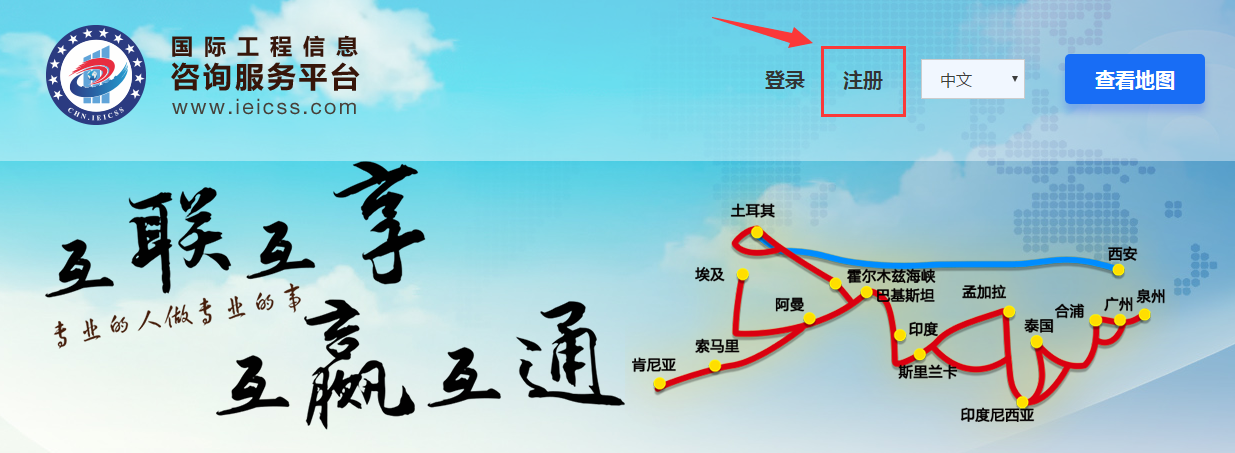 国际工程信息
咨询服务平台
www.ieicss.com
CHN.IEICSS
登录
注册
中文
查看地图
互联互享
专业的人做专业的事
互赢互通
土耳其
埃及
霍尔木兹海峡
巴基斯坦
阿曼
索马里
肯尼亚
印度
斯里兰卡
孟加拉
泰国
印度尼西亚
合浦
广州
泉州
西安